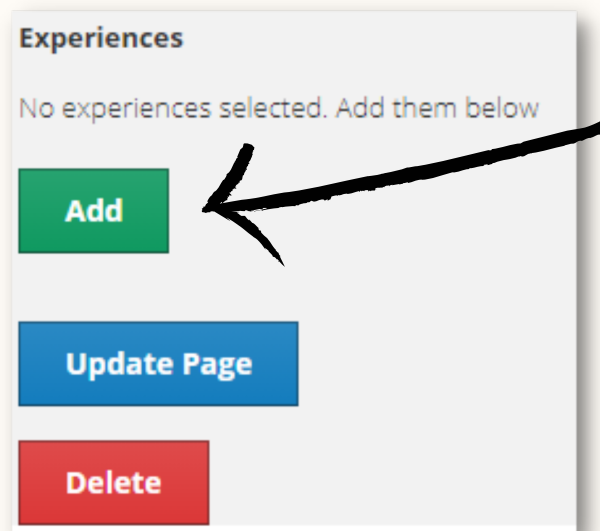 Experiences
No experiences selected. Add them below
Add
Update Page
Delete